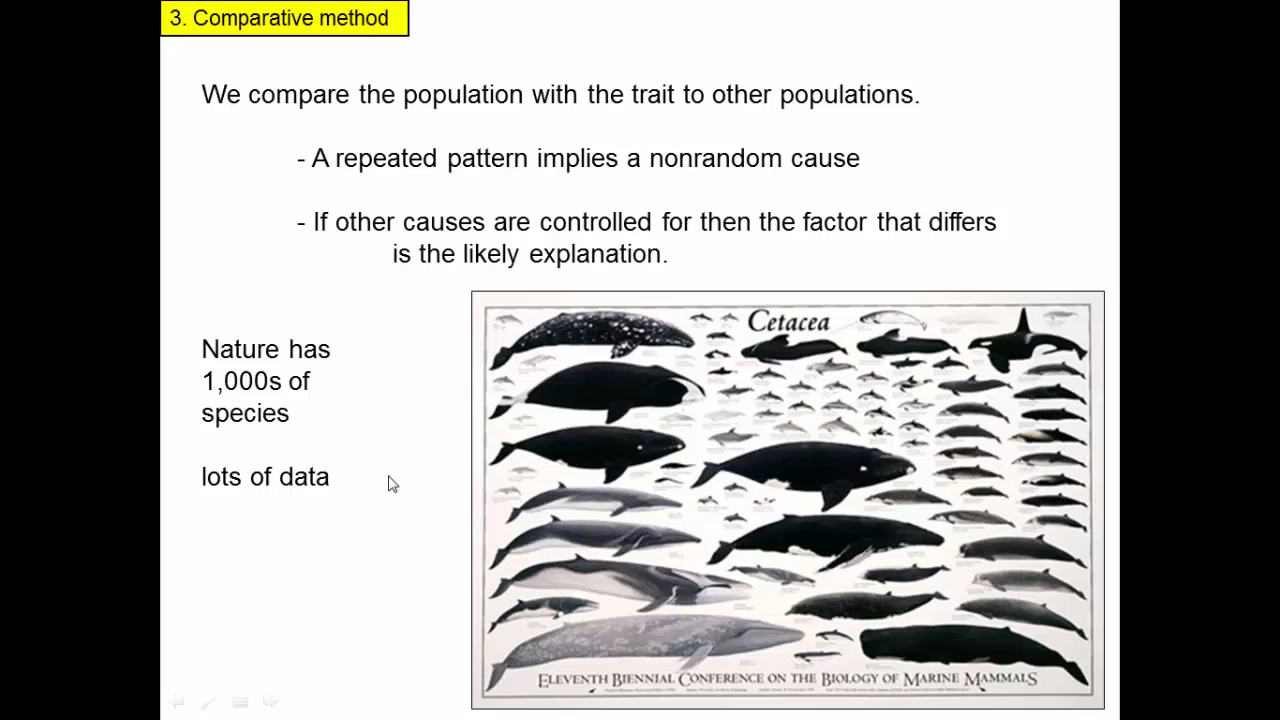 3. Comparative method
We compare the population with the trait to other populations.
- A repeated pattern implies a nonrandom cause
- If other causes are controlled for then the factor that differs
is the likely explanation.
Nature has
1,000s of
species
lots of data
Cetacea
ELEVENTH BIENNIAL CONFERENCE ON THE BIOLOGY OF MARINE MAMMALS